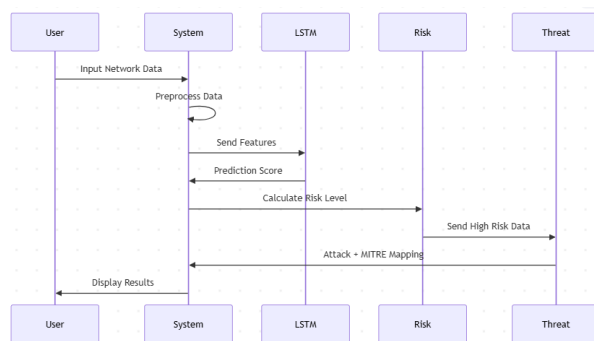 User System LSTM Risk Threat
Input Network Data
Preprocess Data
Send Features
Prediction Score
Calculate Risk Level
Send High Risk Data
Attack + MITRE Mapping
Display Results
User System LSTM Risk Threat